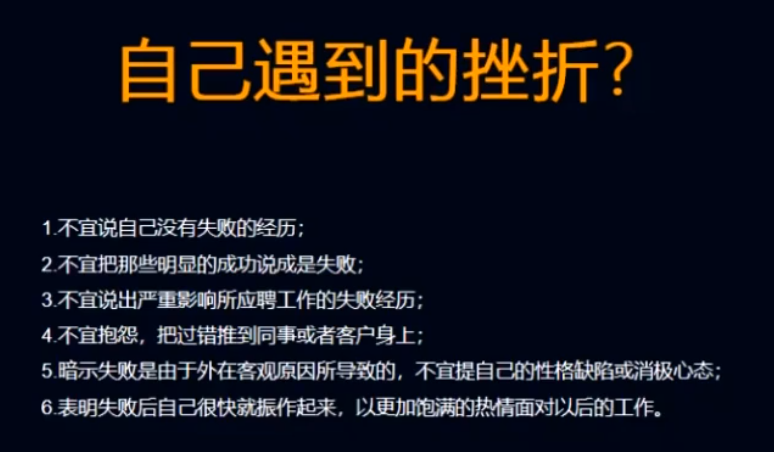 自己遇到的挫折?
1.不宜说自己没有失败的经历；
2.不宜把那些明显的成功说成是失败；
3.不宜说出严重影响所应聘工作的失败经历；
4.不宜抱怨，把过错推到同事或者客户身上；
5.暗示失败是由于外在客观原因所导致的，不宜提自己的性格缺陷或消极心态；
6.表明失败后自己很快就振作起来，以更加饱满的热情面对以后的工作。